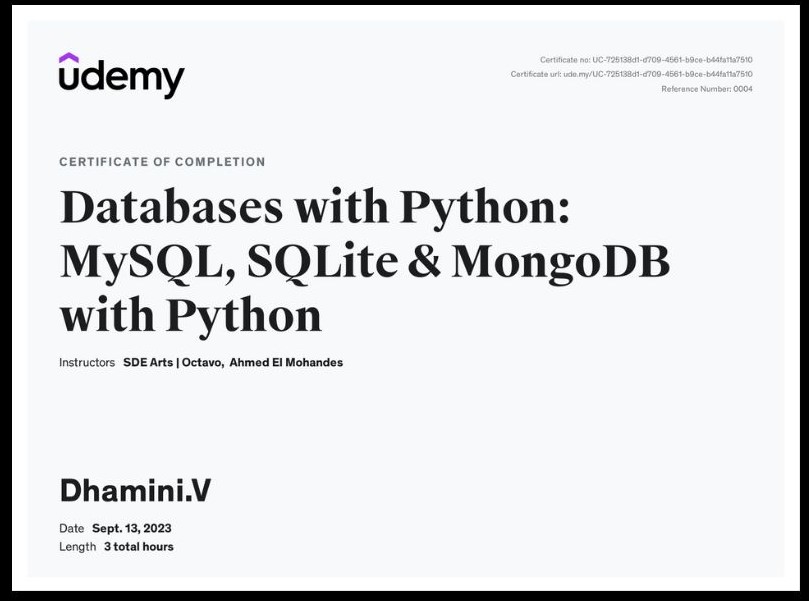 udemy
Certificate no: UC-725138d1-d709-4561-b9ce-b44fa11a7510
Certificate url: ude.my/UC-725138d1-d709-4561-b9ce-b44fa11a7510
Reference Number: 0004
CERTIFICATE OF COMPLETION
Databases with Python:
MySQL, SQLite & MongoDB
with Python
Instructors SDE Arts | Octavo, Ahmed El Mohandes
Dhamini.V
Date Sept. 13, 2023
Length 3 total hours